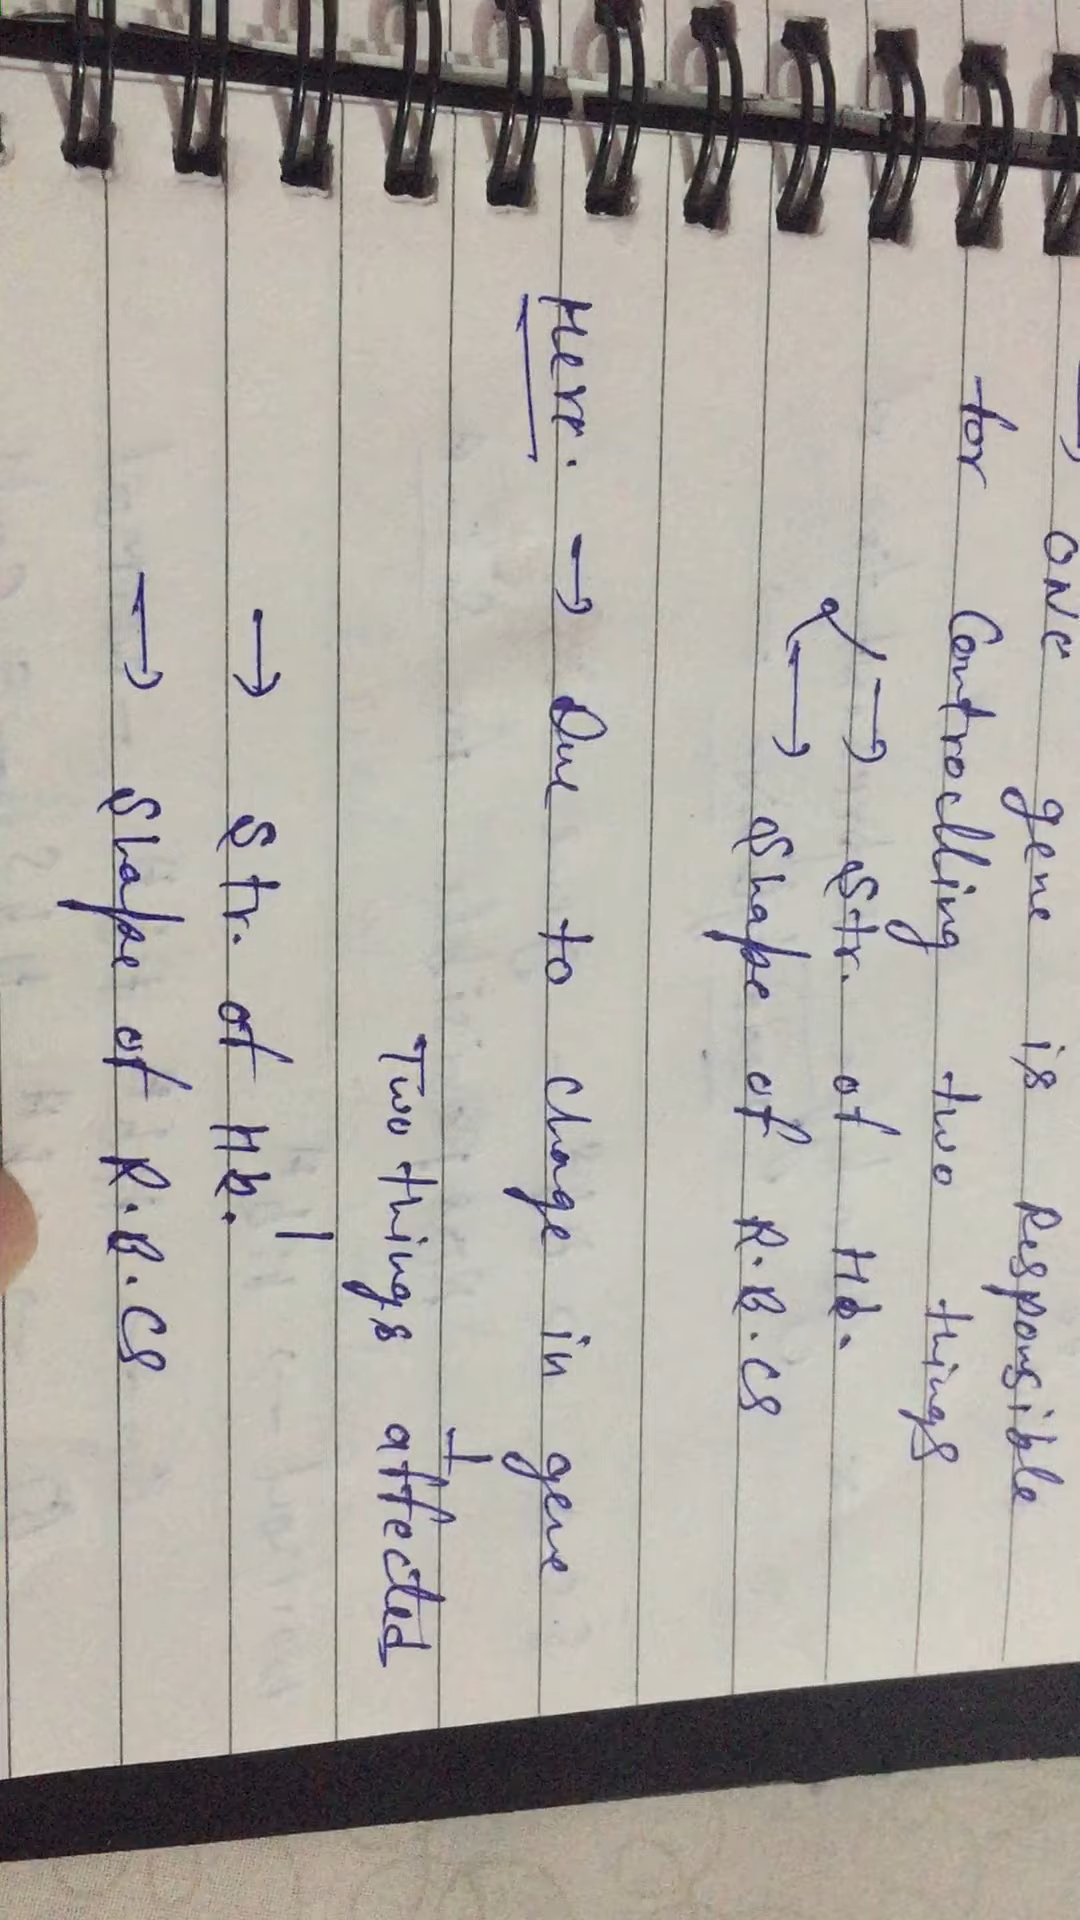 → one gene is Responsible
for Controlling two things
→ Str. of Hb.
→ Shape of R.B.Cs
Here. → Due to change in gene
↓
Two things affected
→ Str. of Hb.
→ Shape of R.B.Cs